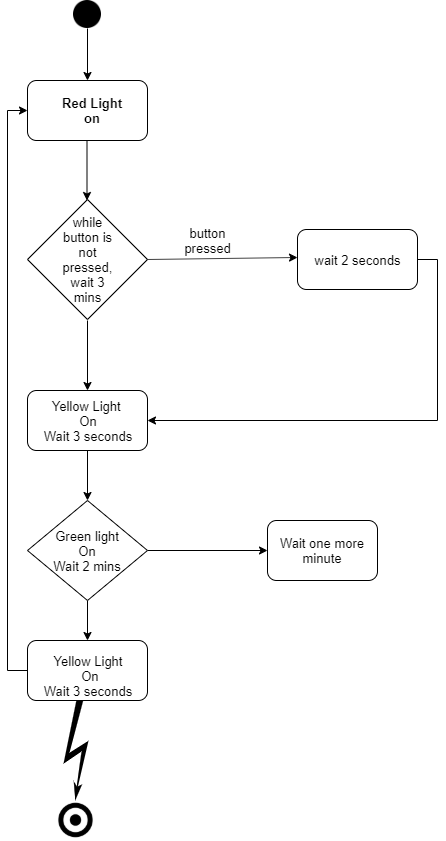 Red Light
on
while
button is
not
pressed,
wait 3
mins
button
pressed
wait 2 seconds
Yellow Light
On
Wait 3 seconds
Green light
On
Wait 2 mins
Wait one more
minute
Yellow Light
On
Wait 3 seconds